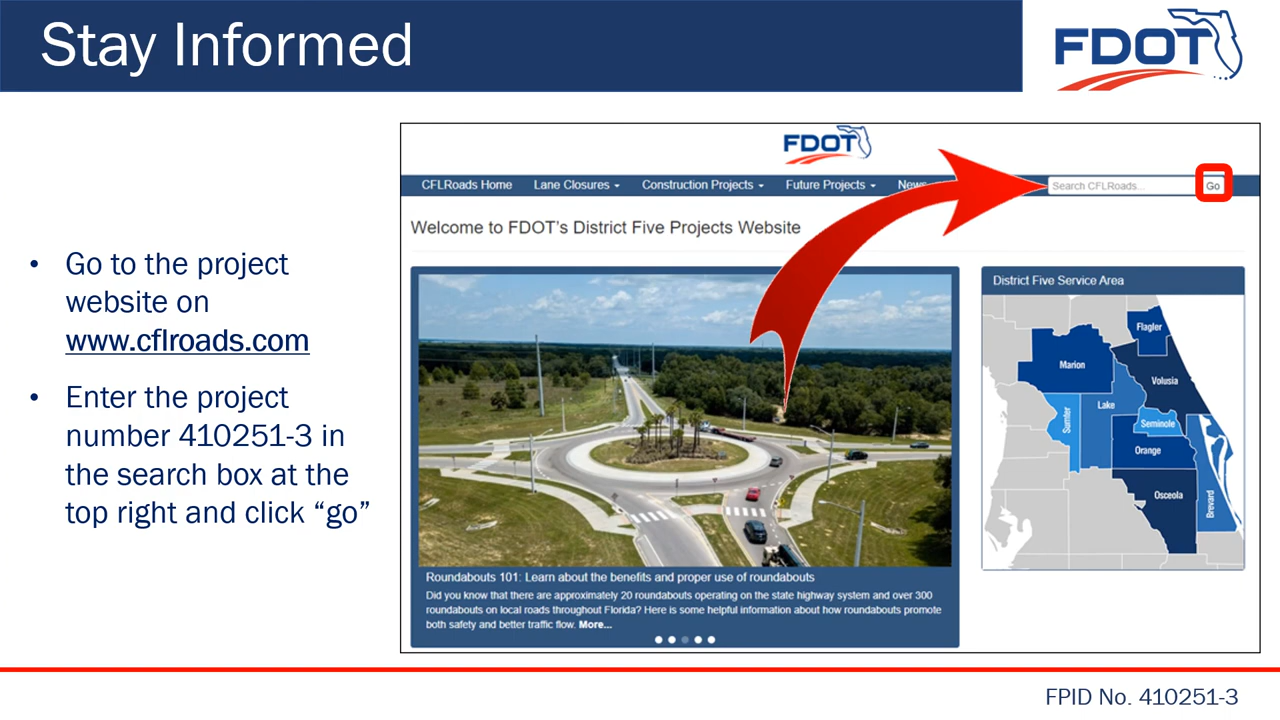 Stay Informed
FDOT
• Go to the project
website on
www.cflroads.com
• Enter the project
number 410251-3 in
the search box at the
top right and click “go”
FDOT
CFLRoads Home Lane Closures Construction Projects Future Projects News Search CFLRoads... Go
Welcome to FDOT's District Five Projects Website
District Five Service Area
Flagler
Marion
Volusia
Lake
Sumter
Seminole
Orange
Osceola
Brevard
Roundabouts 101: Learn about the benefits and proper use of roundabouts
Did you know that there are approximately 20 roundabouts operating on the state highway system and over 300
roundabouts on local roads throughout Florida? Here is some helpful information about how roundabouts promote
both safety and better traffic flow. More...
FPID No. 410251-3